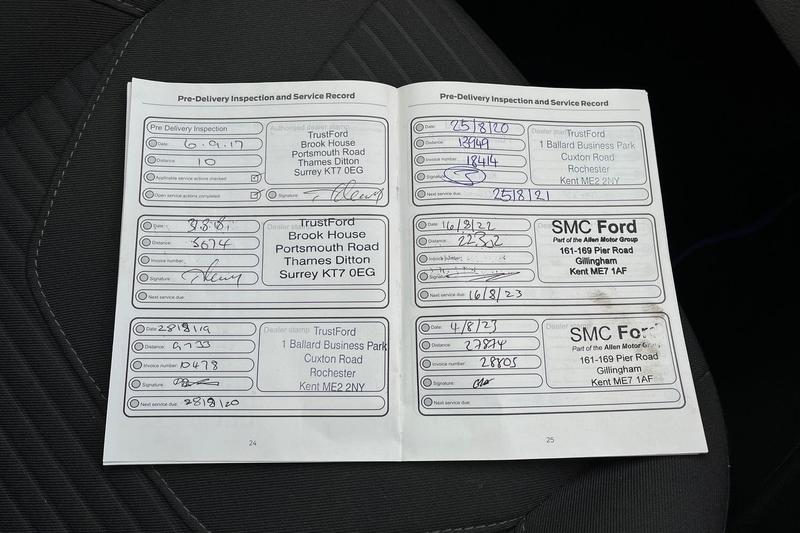 Pre-Delivery Inspection and Service Record
Pre Delivery Inspection
Date: 6.9.17
Distance: 10
Applicable service actions checked
Open service actions completed
Authorised dealer stamp
TrustFord
Brook House
Portsmouth Road
Thames Ditton
Surrey KT7 0EG
Signature:
Date:
Distance: 3674
Invoice number:
Signature:
Next service due:
TrustFord
Brook House
Portsmouth Road
Thames Ditton
Surrey KT7 0EG
Date: 28/8/19
Distance: 9733
Invoice number: 10478
Signature:
Next service due: 28/8/20
Dealer stamp
TrustFord
1 Ballard Business Park
Cuxton Road
Rochester
Kent ME2 2NY
24
Pre-Delivery Inspection and Service Record
Date: 25/8/20
Distance: 13949
Invoice number: 18414
Signature:
Next service due: 25/8/21
TrustFord
1 Ballard Business Park
Cuxton Road
Rochester
Kent ME2 2NY
Date: 16/8/22
Distance: 22302
Signature:
Next service due: 16/8/23
SMC Ford
Part of the Allen Motor Group
161-169 Pier Road
Gillingham
Kent ME7 1AF
Date: 4/8/23
Distance: 27874
Invoice number: 28805
Signature:
Next service due:
SMC Ford
Part of the Allen Motor Group
161-169 Pier Road
Gillingham
Kent ME7 1AF
25